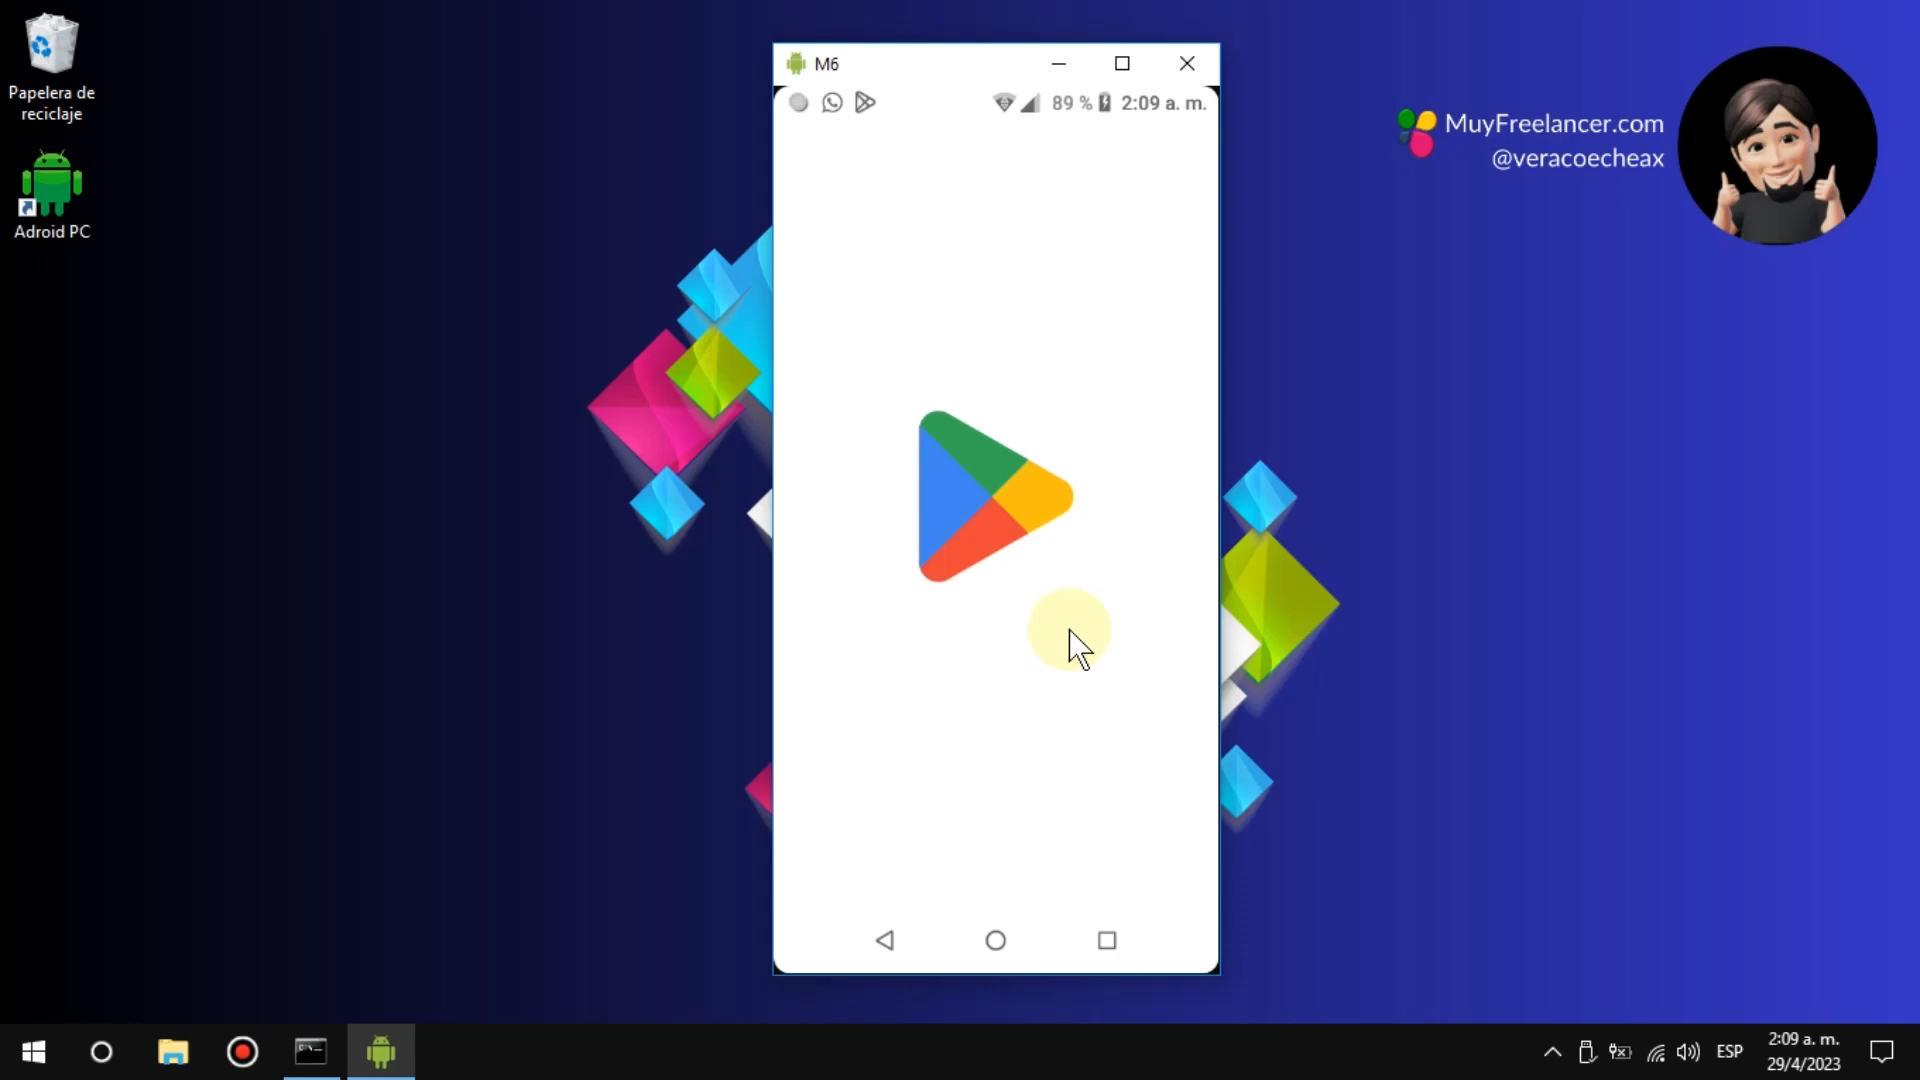 Papelera de
reciclaje
Adroid PC
M6
89 %
2:09 a. m.
MuyFreelancer.com
@veracoecheax
ESP
2:09 a. m.
29/4/2023